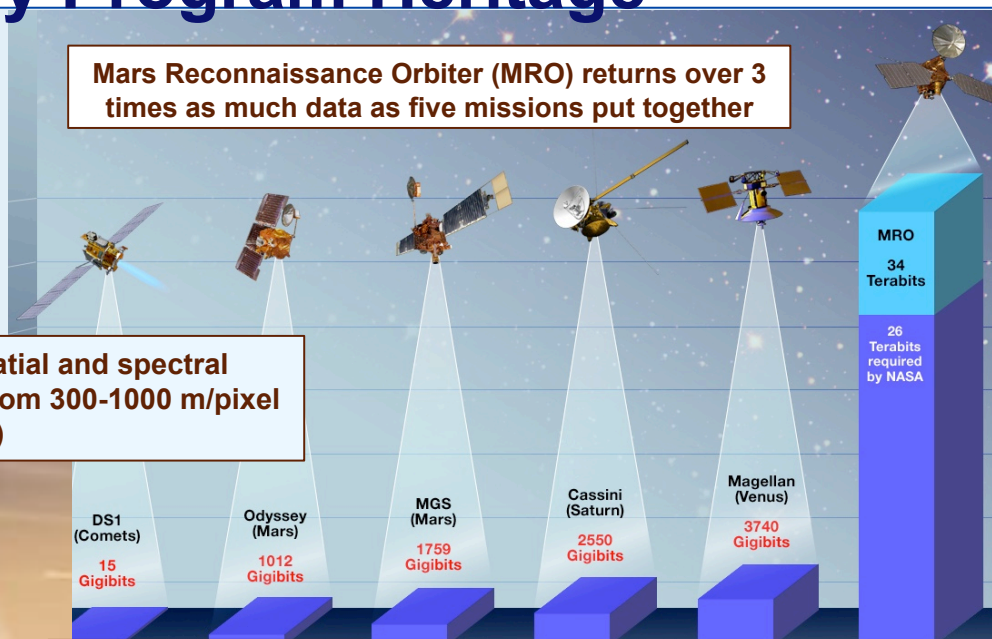 y Program Heritage
Mars Reconnaissance Orbiter (MRO) returns over 3
times as much data as five missions put together
atial and spectral
om 300-1000 m/pixel
)
DS1
(Comets)
15
Gigibits
Odyssey
(Mars)
1012
Gigibits
MGS
(Mars)
1759
Gigibits
Cassini
(Saturn)
2550
Gigibits
Magellan
(Venus)
3740
Gigibits
MRO
34
Terabits
26
Terabits
required
by NASA